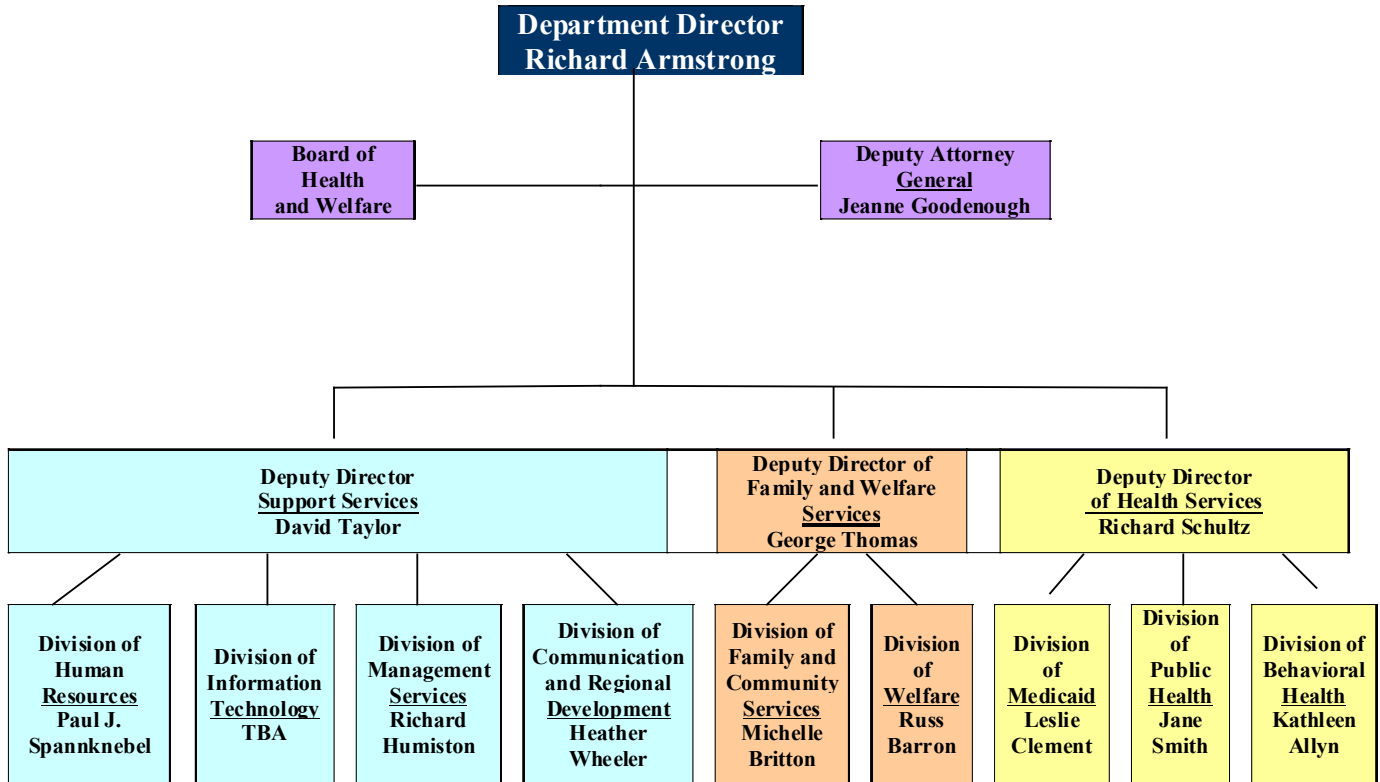 Department Director
Richard Armstrong
Board of
Health
and Welfare
Deputy Attorney
General
Jeanne Goodenough
Deputy Director
Support Services
David Taylor
Deputy Director of
Family and Welfare
Services
George Thomas
Deputy Director
of Health Services
Richard Schultz
Division of
Human
Resources
Paul J.
Spannknebel
Division of
Information
Technology
TBA
Division of
Management
Services
Richard
Humiston
Division of
Communication
and Regional
Development
Heather
Wheeler
Division of
Family and
Community
Services
Michelle
Britton
Division
of
Welfare
Russ
Barron
Division
of
Medicaid
Leslie
Clement
Division
of
Public
Health
Jane
Smith
Division of
Behavioral
Health
Kathleen
Allyn